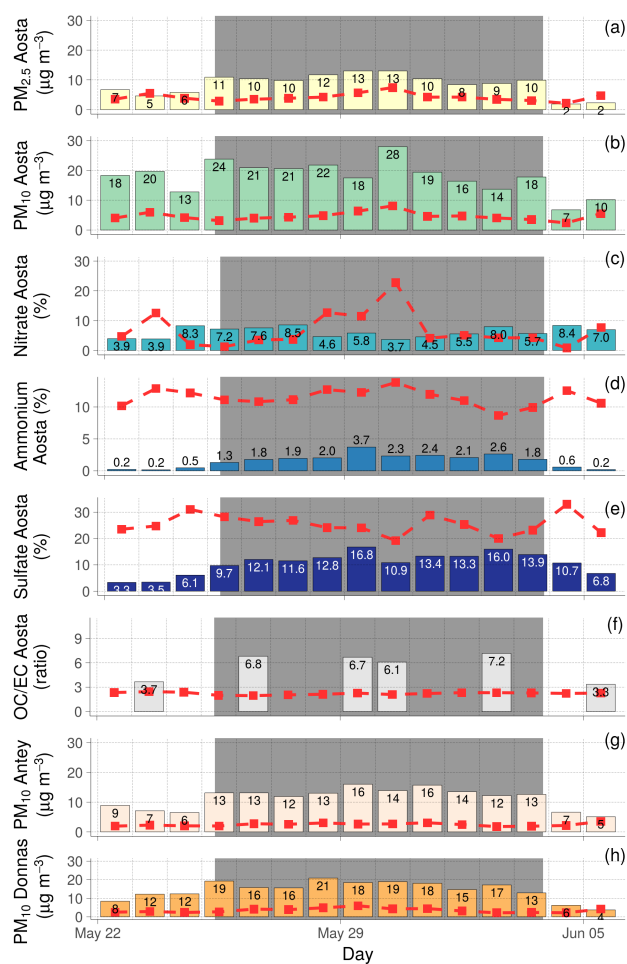 (a)
PM2.5 Aosta
(µg m−3)
30
20
10
0
7 5 6 11 10 10 12 13 13 10 8 9 10 2 2
(b)
PM10 Aosta
(µg m−3)
30
20
10
0
18 20 13 24 21 21 22 18 28 19 16 14 18 7 10
(c)
Nitrate Aosta
(%)
30
20
10
0
3.9 3.9 8.3 7.2 7.6 8.5 4.6 5.8 3.7 4.5 5.5 8.0 5.7 8.4 7.0
(d)
Ammonium
Aosta (%)
10
5
0
0.2 0.2 0.5 1.3 1.8 1.9 2.0 3.7 2.3 2.4 2.1 2.6 1.8 0.6 0.2
(e)
Sulfate Aosta
(%)
30
20
10
0
3.3 3.5 6.1 9.7 12.1 11.6 12.8 16.8 10.9 13.4 13.3 16.0 13.9 10.7 6.8
(f)
OC/EC Aosta
(ratio)
9
6
3
0
3.7 6.8 6.7 6.1 7.2 3.3
(g)
PM10 Antey
(µg m−3)
30
20
10
0
9 7 6 13 13 12 13 16 14 16 14 12 13 7 5
(h)
PM10 Donnas
(µg m−3)
30
20
10
0
8 12 12 19 16 16 21 18 19 18 15 17 13 6 4
May 22 May 29 Jun 05
Day